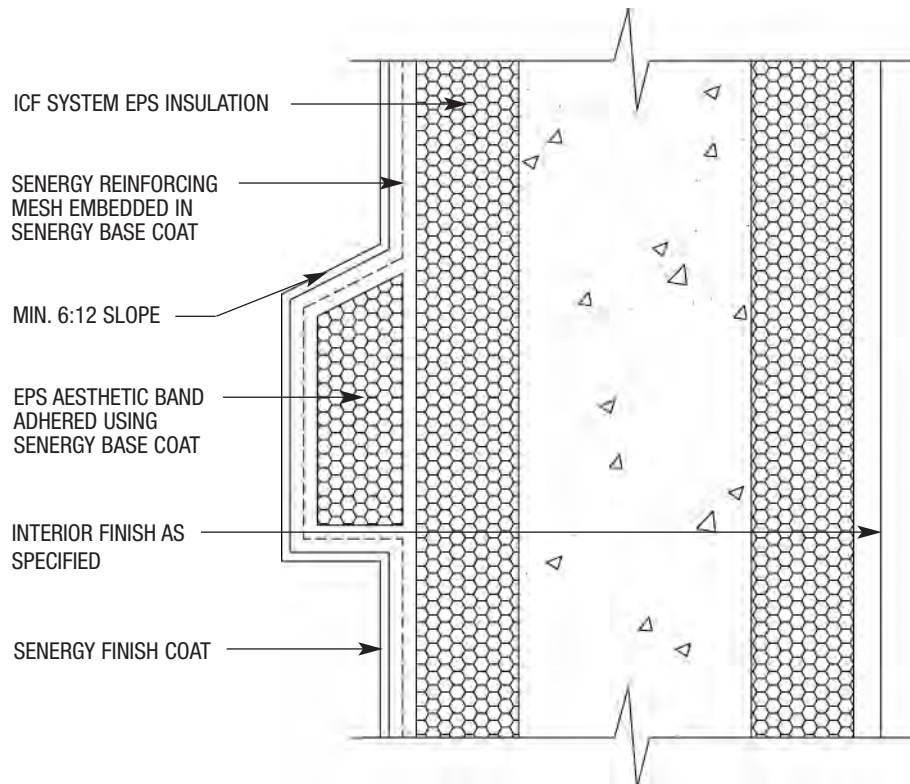 ICF SYSTEM EPS INSULATION
SENERGY REINFORCING
MESH EMBEDDED IN
SENERGY BASE COAT
MIN. 6:12 SLOPE
EPS AESTHETIC BAND
ADHERED USING
SENERGY BASE COAT
INTERIOR FINISH AS
SPECIFIED
SENERGY FINISH COAT